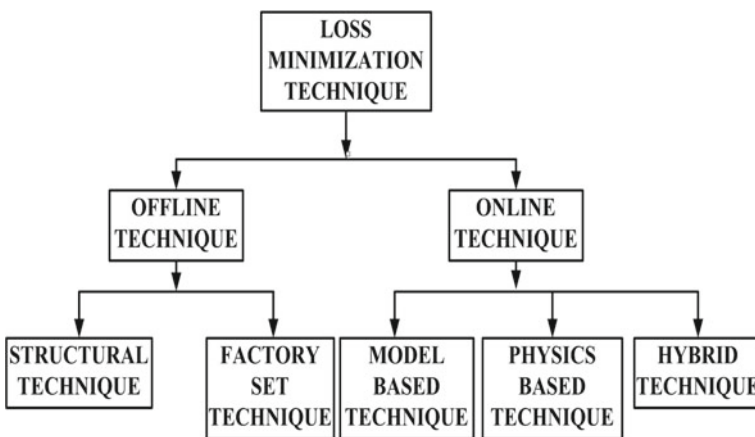 LOSS
MINIMIZATION
TECHNIQUE
OFFLINE
TECHNIQUE
ONLINE
TECHNIQUE
STRUCTURAL
TECHNIQUE
FACTORY
SET
TECHNIQUE
MODEL
BASED
TECHNIQUE
PHYSICS
BASED
TECHNIQUE
HYBRID
TECHNIQUE